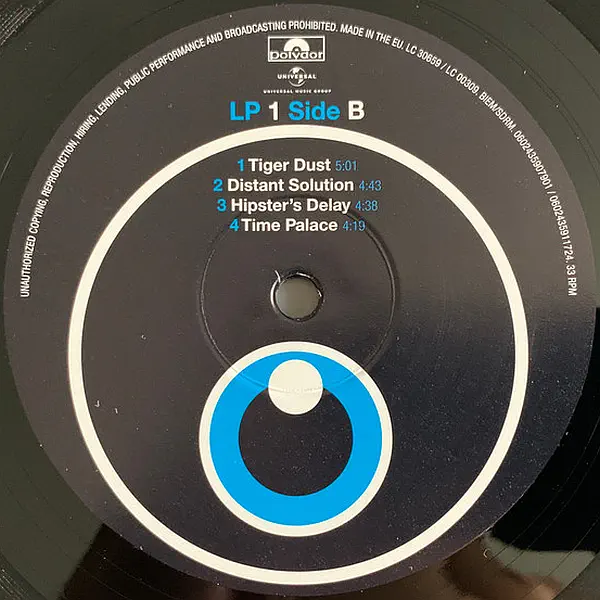 UNAUTHORIZED COPYING, REPRODUCTION, HIRING, LENDING, PUBLIC PERFORMANCE AND BROADCASTING PROHIBITED. MADE IN THE EU. LC 30659 / LC 00309. BIEM/SDRM. 0602435907901 / 0602435911724. 33 RPM
Polydor
UNIVERSAL
UNIVERSAL MUSIC GROUP
LP 1 Side B
1 Tiger Dust 5:01
2 Distant Solution 4:43
3 Hipster's Delay 4:38
4 Time Palace 4:19